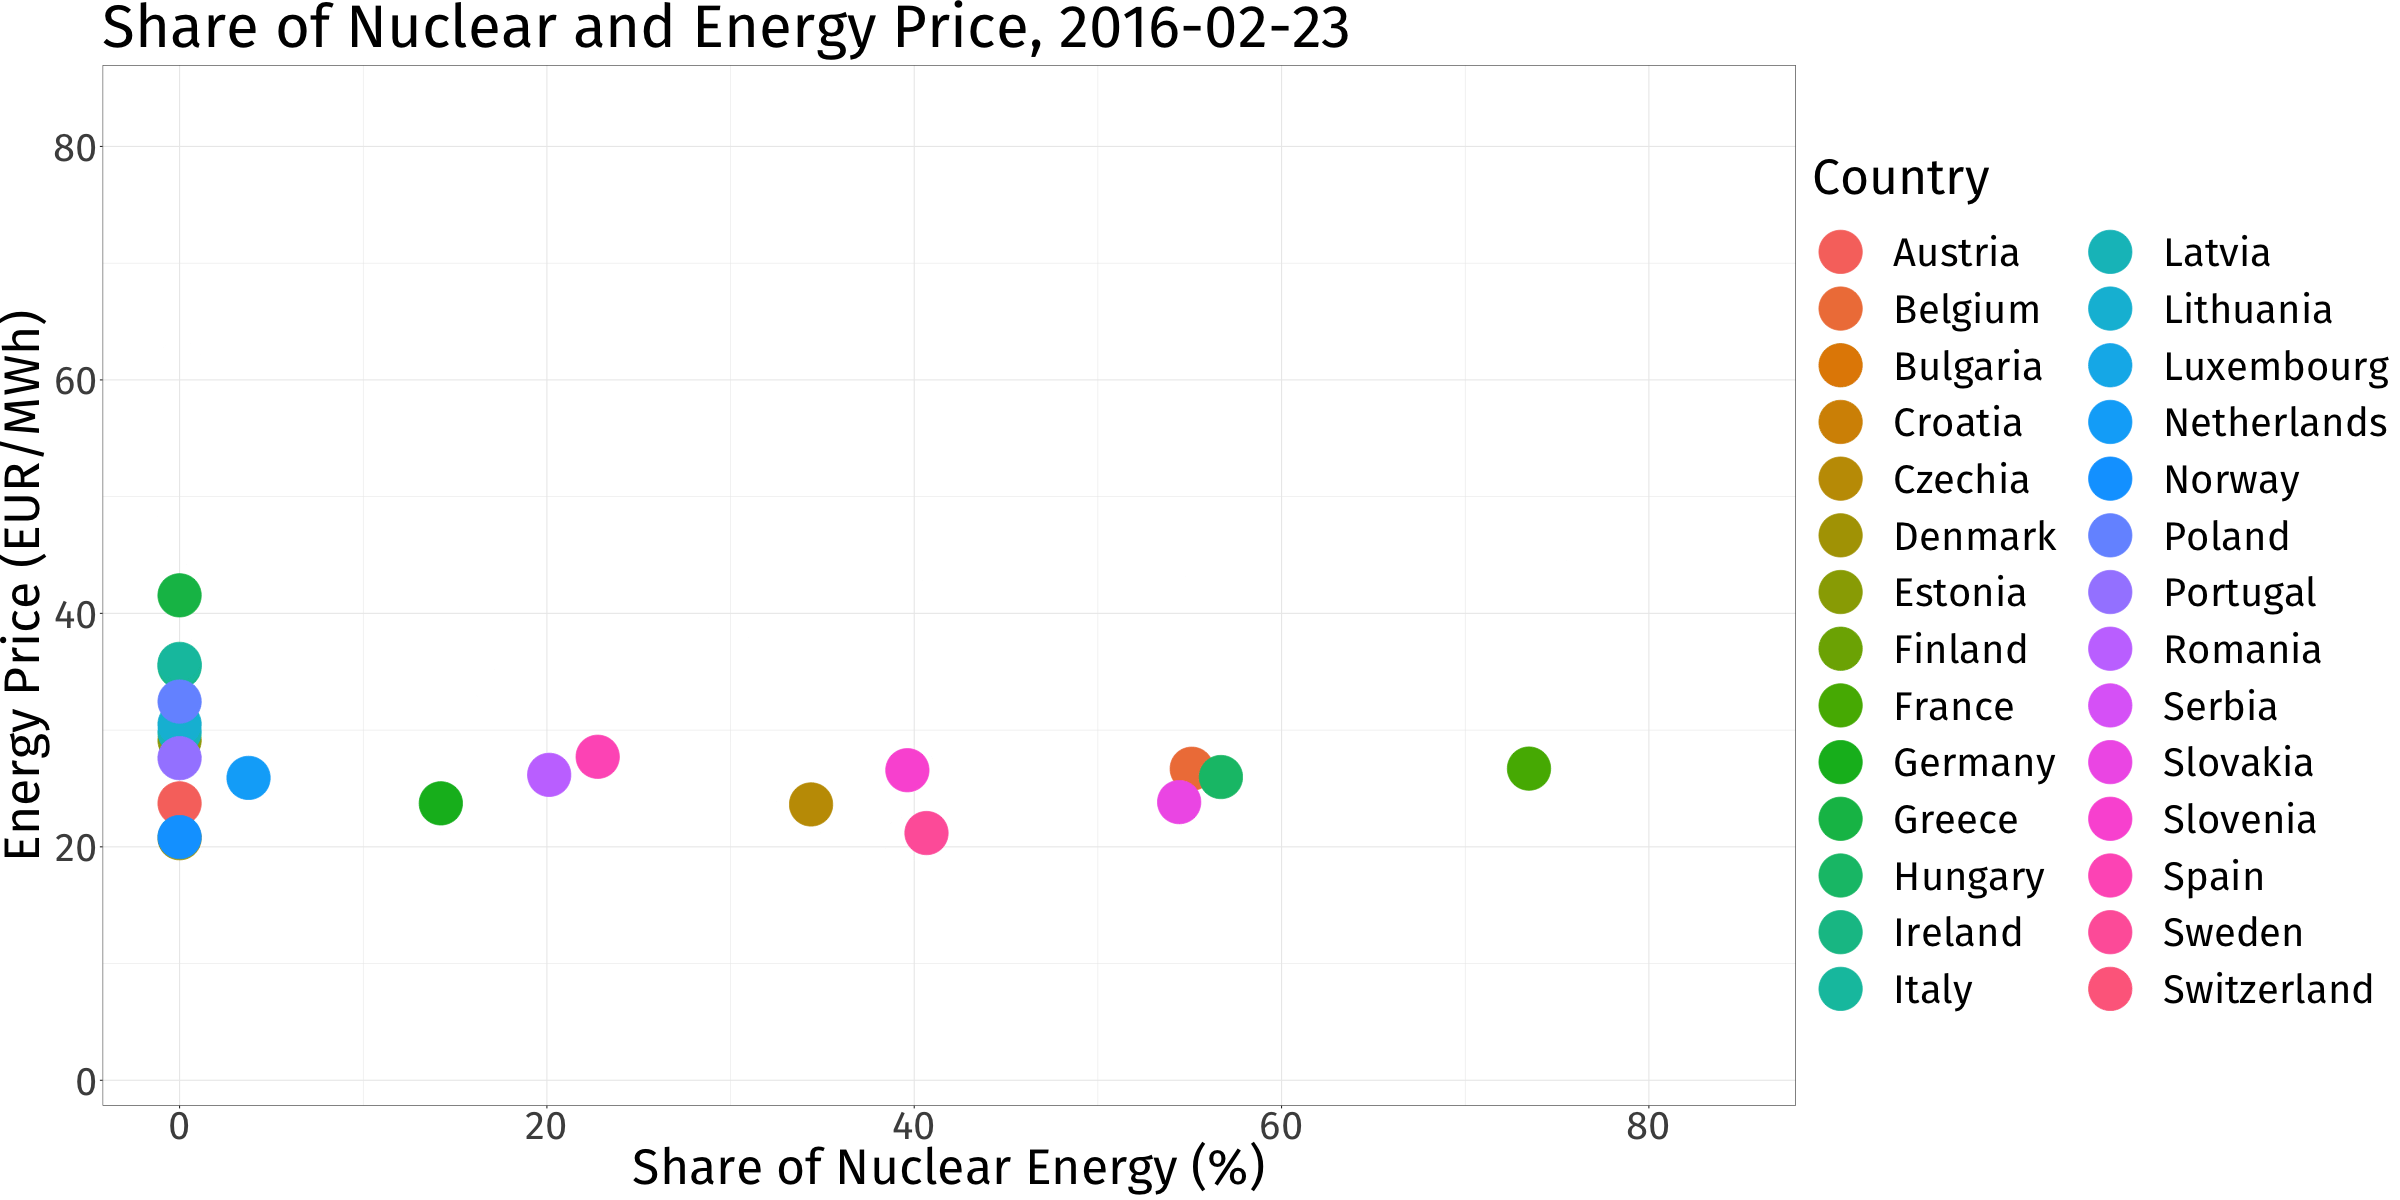 Share of Nuclear and Energy Price, 2016-02-23
Energy Price (EUR/MWh)
80
60
40
20
0
0 20 40 60 80
Share of Nuclear Energy (%)
Country
Austria
Belgium
Bulgaria
Croatia
Czechia
Denmark
Estonia
Finland
France
Germany
Greece
Hungary
Ireland
Italy
Latvia
Lithuania
Luxembourg
Netherlands
Norway
Poland
Portugal
Romania
Serbia
Slovakia
Slovenia
Spain
Sweden
Switzerland